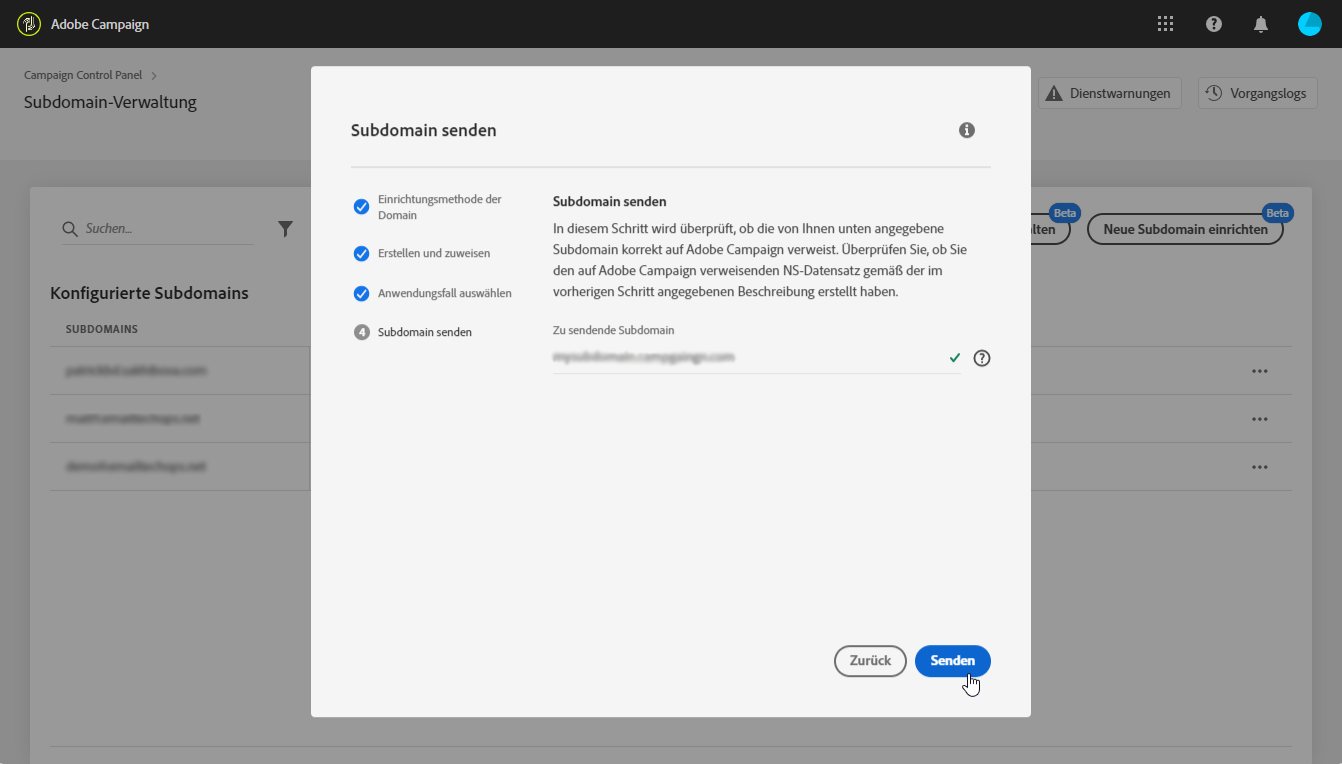 Adobe Campaign
Campaign Control Panel
Subdomain-Verwaltung
Dienstwarnungen
Vorgangslogs
Suchen...
Beta
lten
Beta
Neue Subdomain einrichten
Konfigurierte Subdomains
SUBDOMAINS
Subdomain senden
Einrichtungsmethode der
Domain
Erstellen und zuweisen
Anwendungsfall auswählen
4 Subdomain senden
Subdomain senden
In diesem Schritt wird überprüft, ob die von Ihnen unten angegebene
Subdomain korrekt auf Adobe Campaign verweist. Überprüfen Sie, ob Sie
den auf Adobe Campaign verweisenden NS-Datensatz gemäß der im
vorherigen Schritt angegebenen Beschreibung erstellt haben.
Zu sendende Subdomain
Zurück
Senden